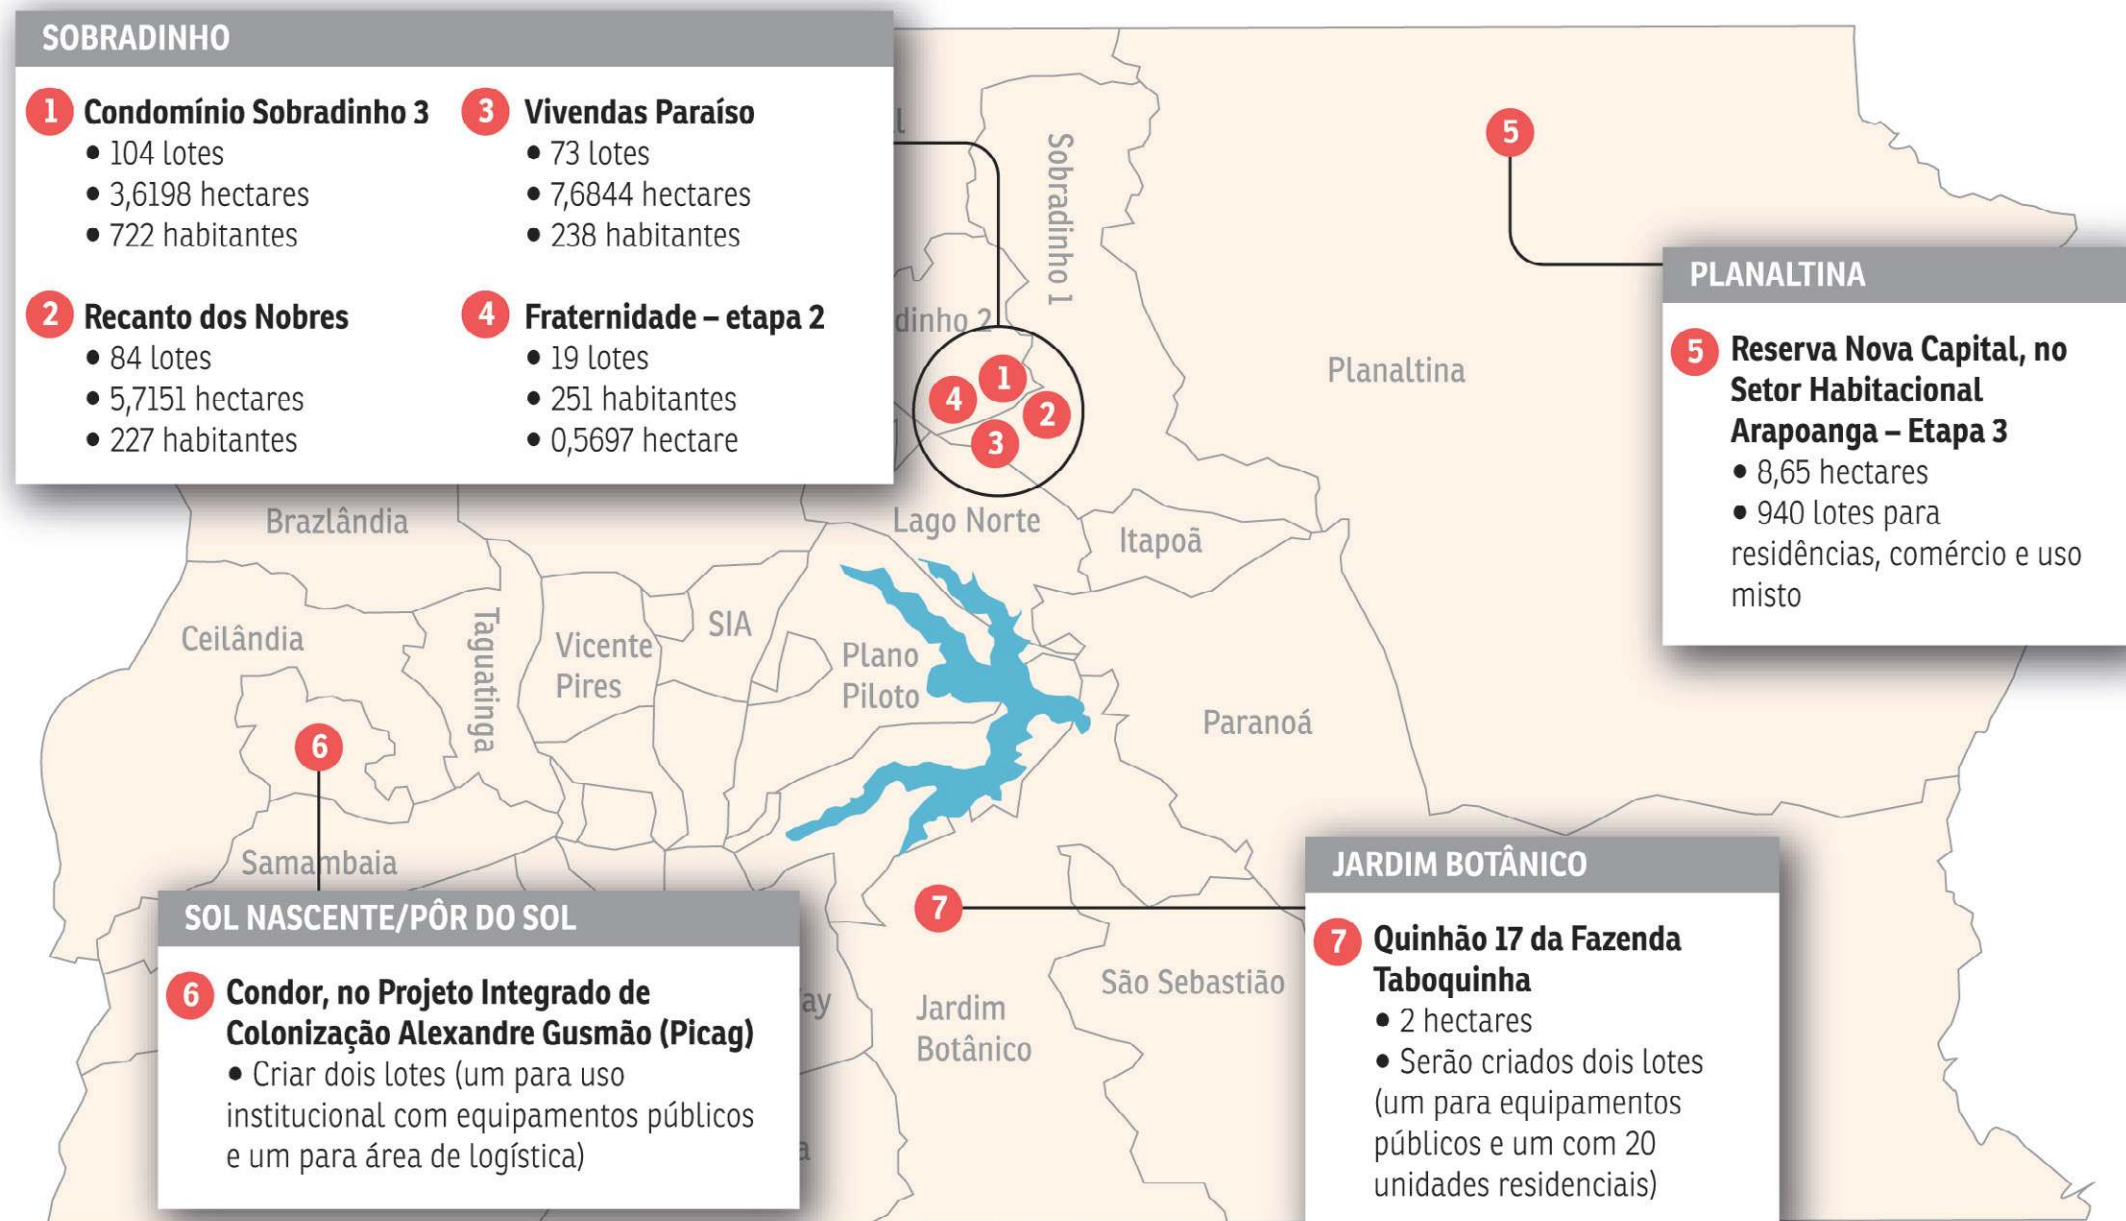 SOBRADINHO
1 Condomínio Sobradinho 3
• 104 lotes
• 3,6198 hectares
• 722 habitantes
2 Recanto dos Nobres
• 84 lotes
• 5,7151 hectares
• 227 habitantes
3 Vivendas Paraíso
• 73 lotes
• 7,6844 hectares
• 238 habitantes
4 Fraternidade – etapa 2
• 19 lotes
• 251 habitantes
• 0,5697 hectare
Sobradinho 1
dinho 2
1
4
2
3
5
Planaltina
PLANALTINA
5 Reserva Nova Capital, no
Setor Habitacional
Arapoanga – Etapa 3
• 8,65 hectares
• 940 lotes para
residências, comércio e uso
misto
Brazlândia
Lago Norte
Itapoã
Ceilândia
Taguatinga
Vicente
Pires
SIA
Plano
Piloto
Paranoá
6
Samambaia
SOL NASCENTE/PÔR DO SOL
6 Condor, no Projeto Integrado de
Colonização Alexandre Gusmão (Picag)
• Criar dois lotes (um para uso
institucional com equipamentos públicos
e um para área de logística)
ay
7
Jardim
Botânico
São Sebastião
JARDIM BOTÂNICO
7 Quinhão 17 da Fazenda
Taboquinha
• 2 hectares
• Serão criados dois lotes
(um para equipamentos
públicos e um com 20
unidades residenciais)